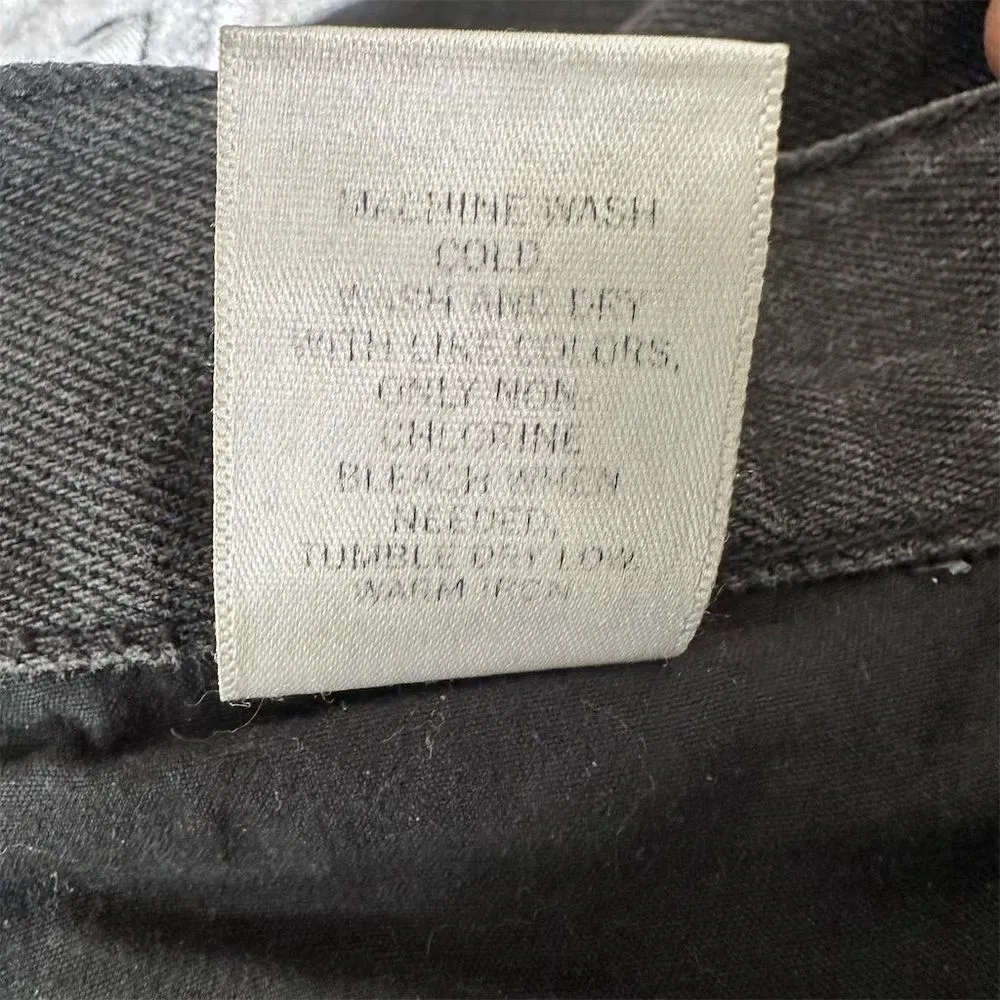 MACHINE WASH
COLD,
WASH AND DRY
WITH LIKE COLORS,
ONLY NON
CHLORINE
BLEACH WHEN
NEEDED,
TUMBLE DRY LOW,
WARM IRON